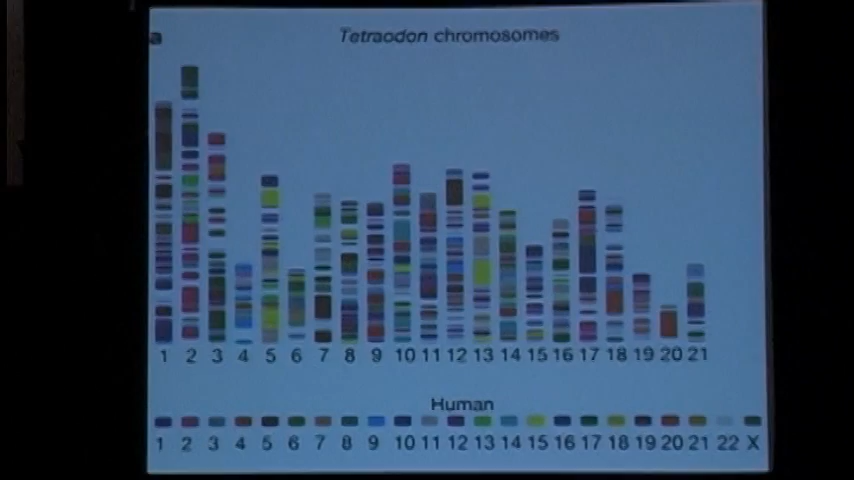 a
Tetraodon chromosomes
1 2 3 4 5 6 7 8 9 10 11 12 13 14 15 16 17 18 19 20 21
Human
1 2 3 4 5 6 7 8 9 10 11 12 13 14 15 16 17 18 19 20 21 22 X